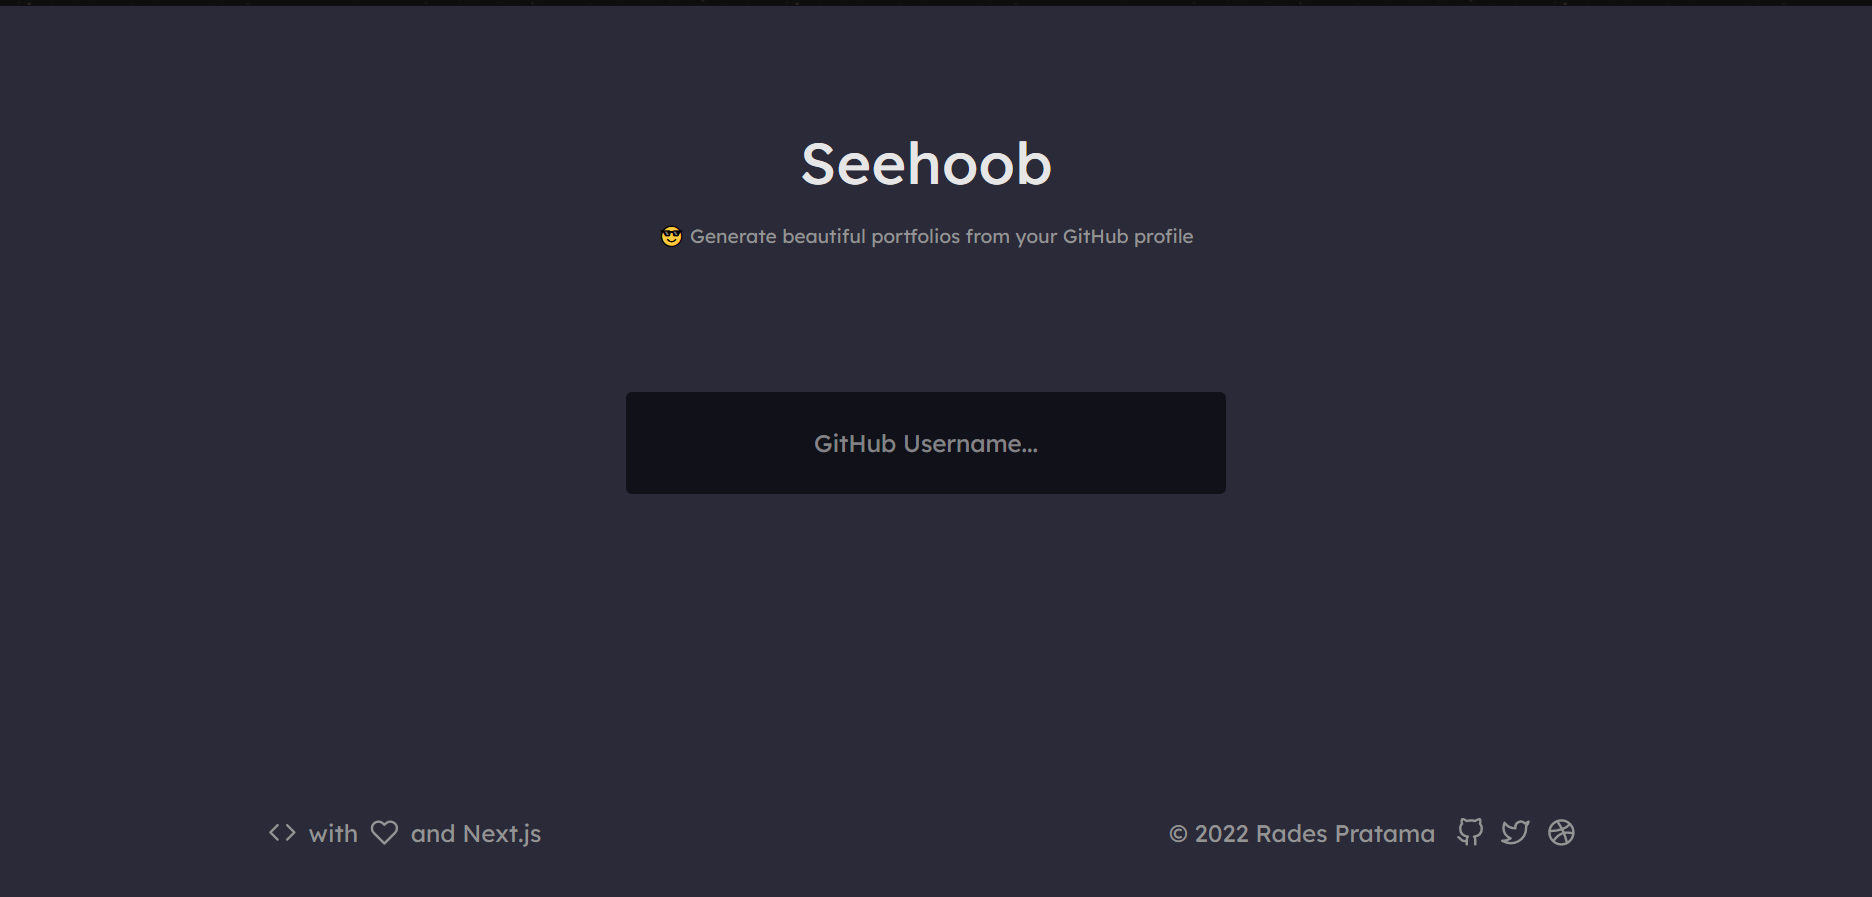 Seehoob
😎 Generate beautiful portfolios from your GitHub profile
GitHub Username...
<> with ♡ and Next.js
© 2022 Rades Pratama